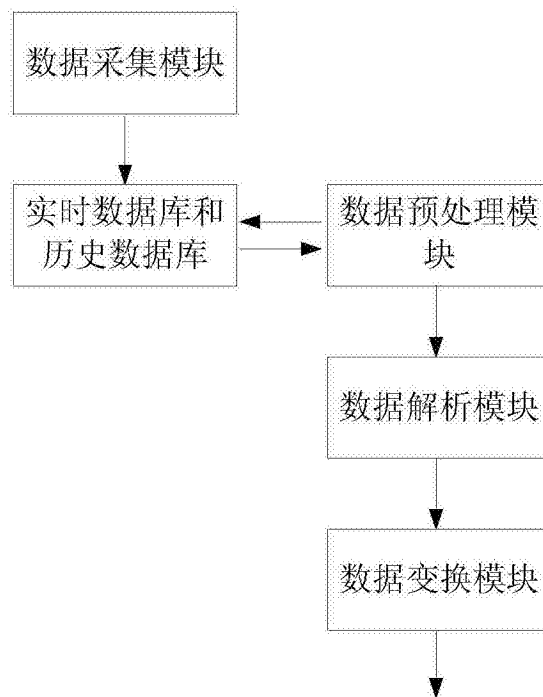 数据采集模块
实时数据库和
历史数据库
数据预处理模
块
数据解析模块
数据变换模块